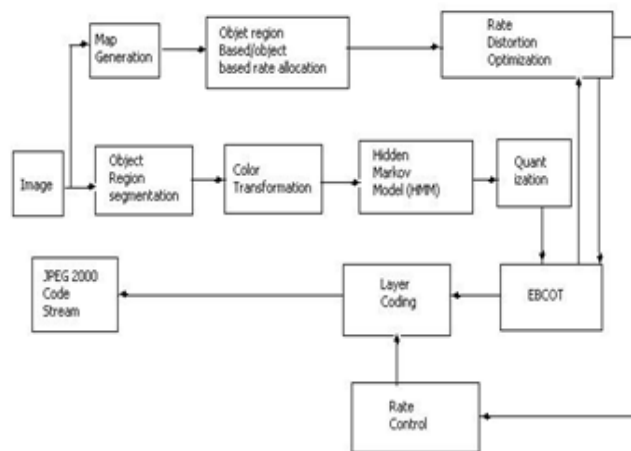 Map
Generation
Objet region
Based/object
based rate allocation
Rate
Distortion
Optimization
Image
Object
Region
segmentation
Color
Transformation
Hidden
Markov
Model (HMM)
Quant
ization
JPEG 2000
Code
Stream
Layer
Coding
EBCOT
Rate
Control